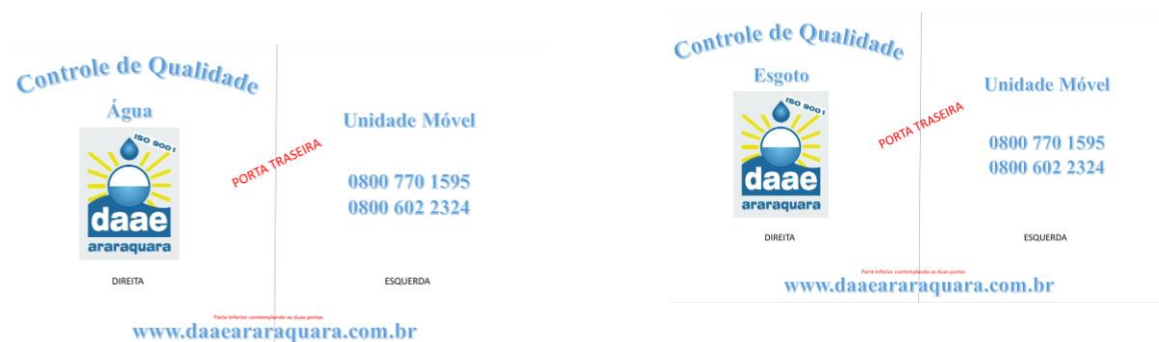 Controle de Qualidade
Água
ISO 9001
daae
araraquara
DIREITA
PORTA TRASEIRA
Unidade Móvel
0800 770 1595
0800 602 2324
ESQUERDA
Parte inferior contemplando as duas portas
www.daaeararaquara.com.br
Controle de Qualidade
Esgoto
ISO 9001
daae
araraquara
DIREITA
PORTA TRASEIRA
Unidade Móvel
0800 770 1595
0800 602 2324
ESQUERDA
Parte inferior contemplando as duas portas
www.daaeararaquara.com.br